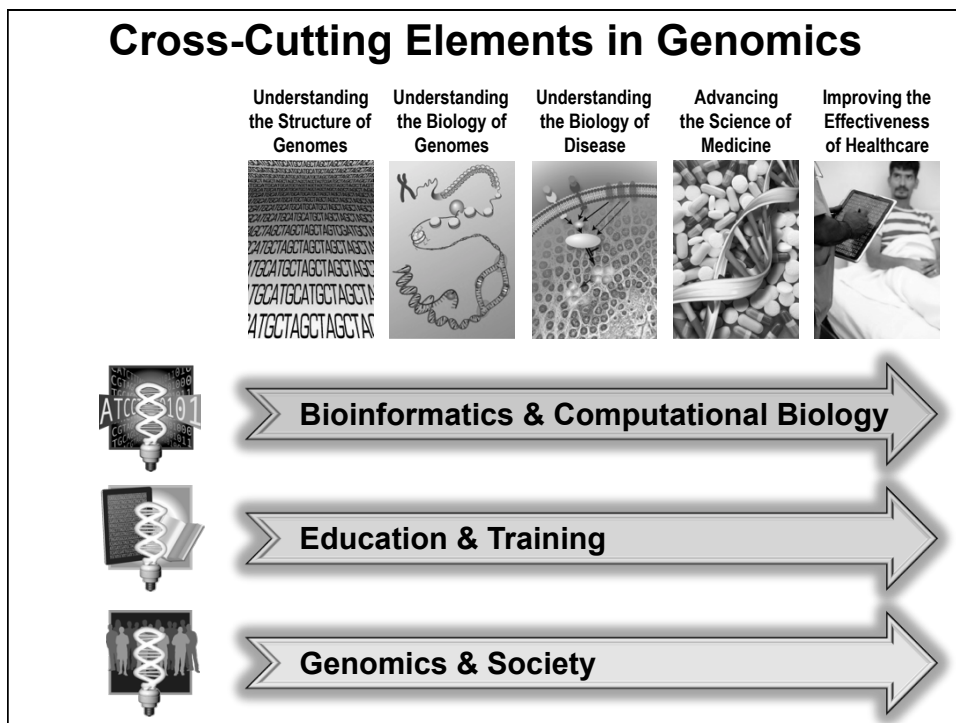 Cross-Cutting Elements in Genomics
Understanding
the Structure of
Genomes
Understanding
the Biology of
Genomes
Understanding
the Biology of
Disease
Advancing
the Science of
Medicine
Improving the
Effectiveness
of Healthcare
Bioinformatics & Computational Biology
Education & Training
Genomics & Society